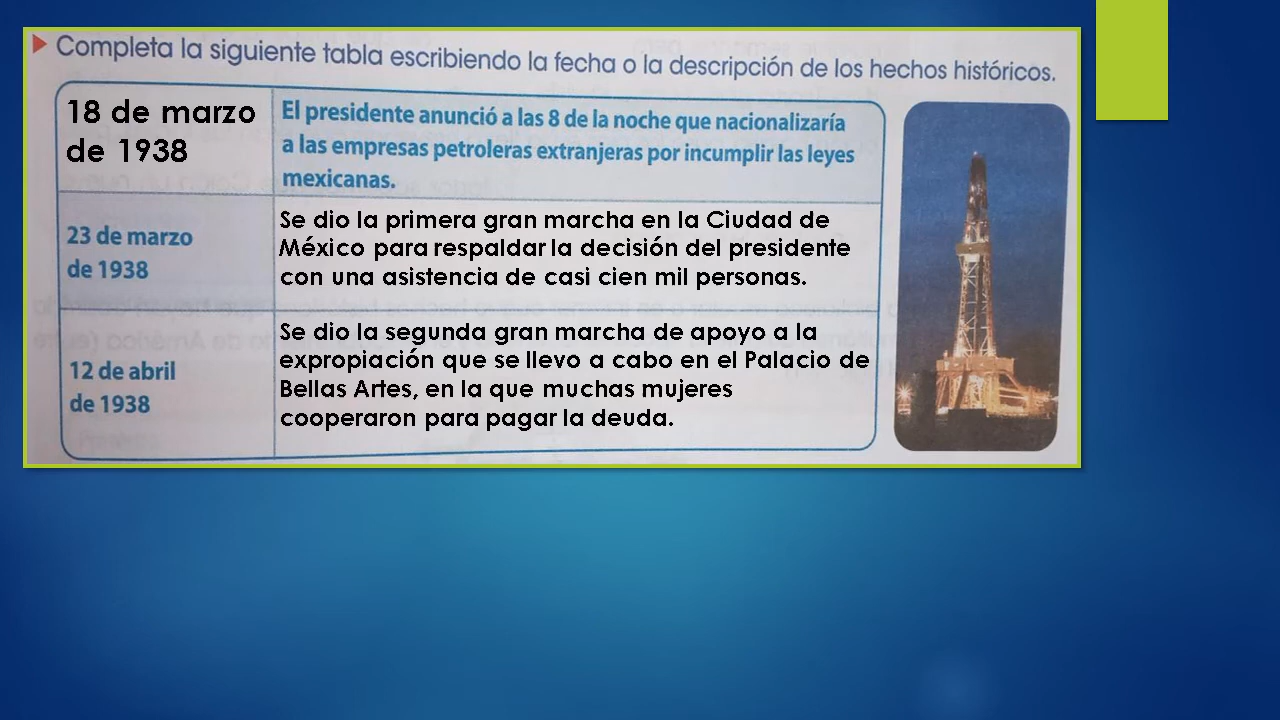 Completa la siguiente tabla escribiendo la fecha o la descripción de los hechos históricos.
18 de marzo
de 1938
El presidente anunció a las 8 de la noche que nacionalizaría
a las empresas petroleras extranjeras por incumplir las leyes
mexicanas.
23 de marzo
de 1938
Se dio la primera gran marcha en la Ciudad de
México para respaldar la decisión del presidente
con una asistencia de casi cien mil personas.
12 de abril
de 1938
Se dio la segunda gran marcha de apoyo a la
expropiación que se llevo a cabo en el Palacio de
Bellas Artes, en la que muchas mujeres
cooperaron para pagar la deuda.